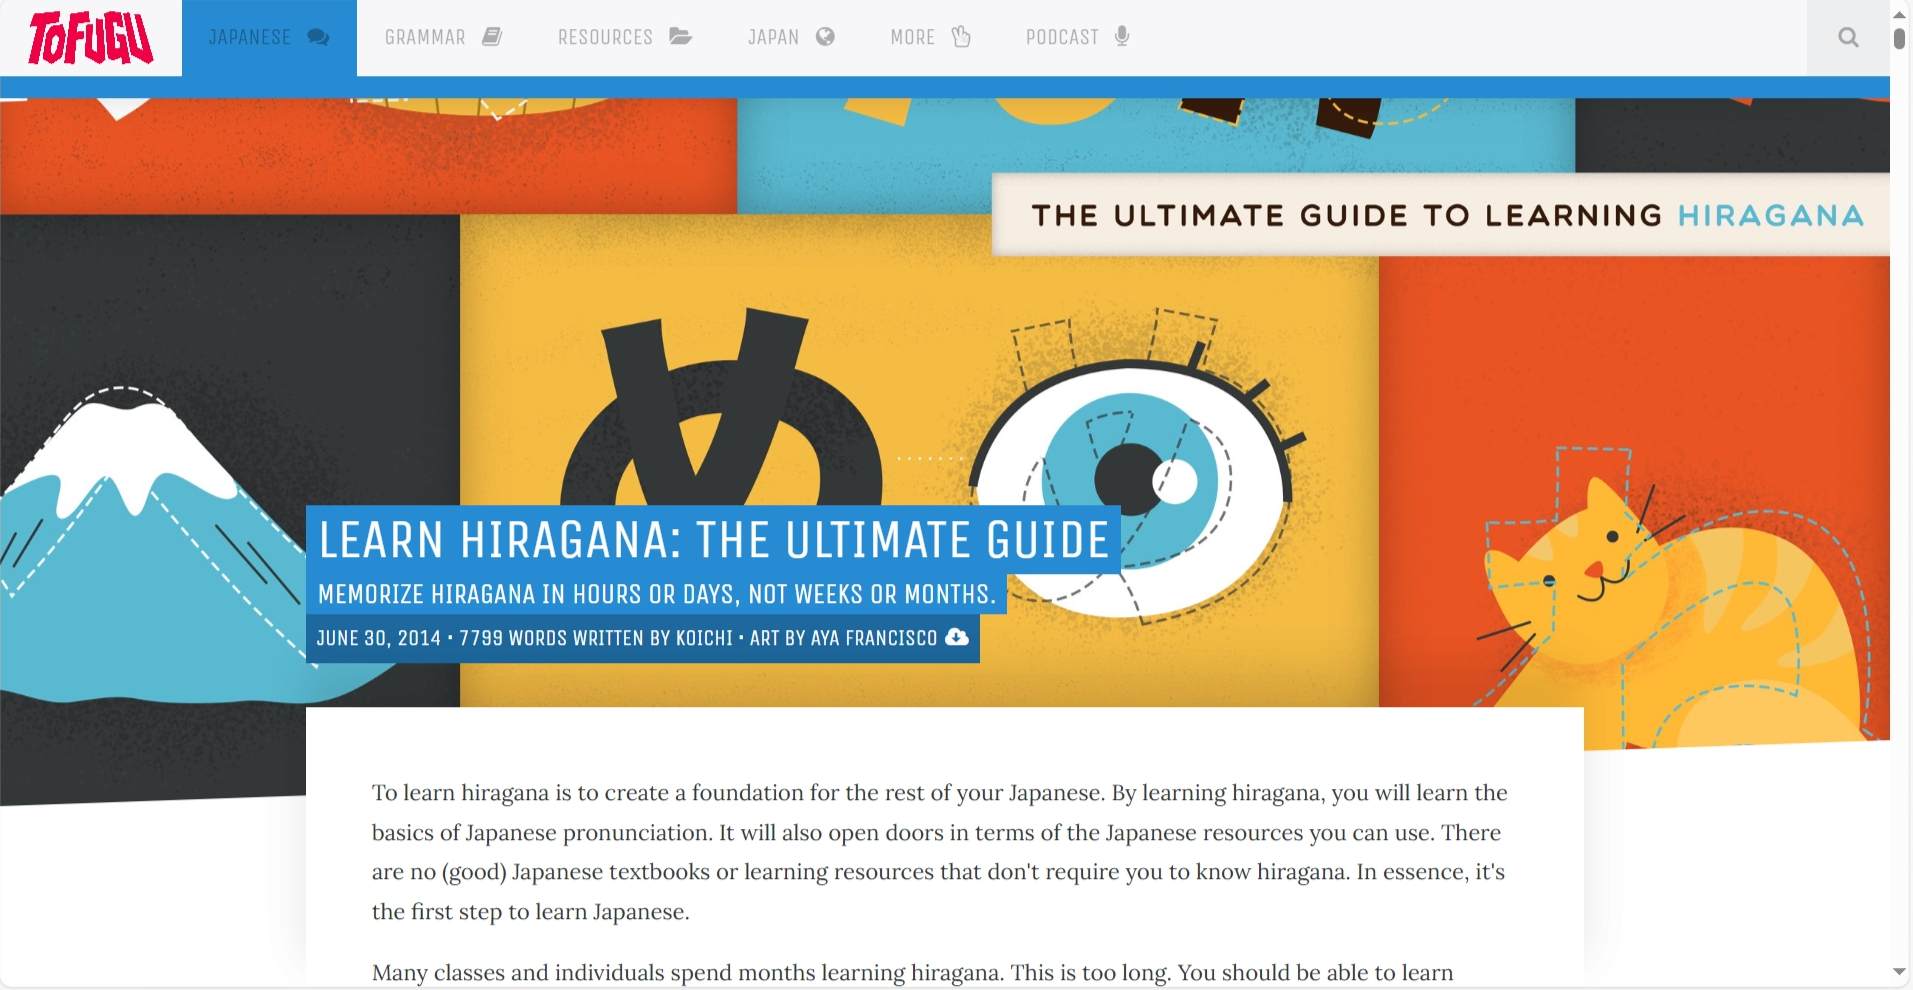 TOFUGU
JAPANESE
GRAMMAR
RESOURCES
JAPAN
MORE
PODCAST
THE ULTIMATE GUIDE TO LEARNING HIRAGANA
LEARN HIRAGANA: THE ULTIMATE GUIDE
MEMORIZE HIRAGANA IN HOURS OR DAYS, NOT WEEKS OR MONTHS.
JUNE 30, 2014 • 7799 WORDS WRITTEN BY KOICHI • ART BY AYA FRANCISCO
To learn hiragana is to create a foundation for the rest of your Japanese. By learning hiragana, you will learn the
basics of Japanese pronunciation. It will also open doors in terms of the Japanese resources you can use. There
are no (good) Japanese textbooks or learning resources that don't require you to know hiragana. In essence, it's
the first step to learn Japanese.
Many classes and individuals spend months learning hiragana. This is too long. You should be able to learn